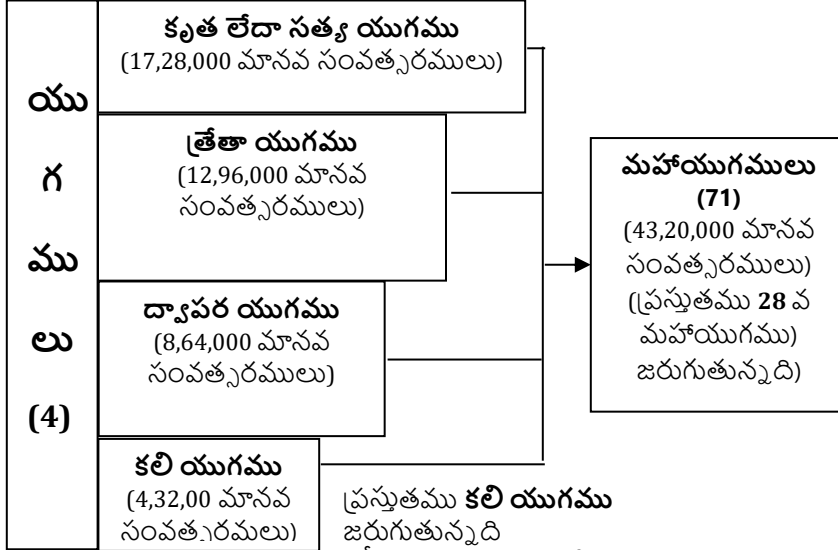 యు
గ
ము
లు
(4)
కృత లేదా సత్య యుగము
(17,28,000 మానవ సంవత్సరములు)
త్రేతా యుగము
(12,96,000 మానవ
సంవత్సరములు)
ద్వాపర యుగము
(8,64,000 మానవ
సంవత్సరములు)
కలి యుగము
(4,32,00 మానవ
సంవత్సరమలు)
ప్రస్తుతము కలి యుగము
జరుగుతున్నది
మహాయుగములు
(71)
(43,20,000 మానవ
సంవత్సరములు)
(ప్రస్తుతము 28 వ
మహాయుగము)
జరుగుతున్నది)